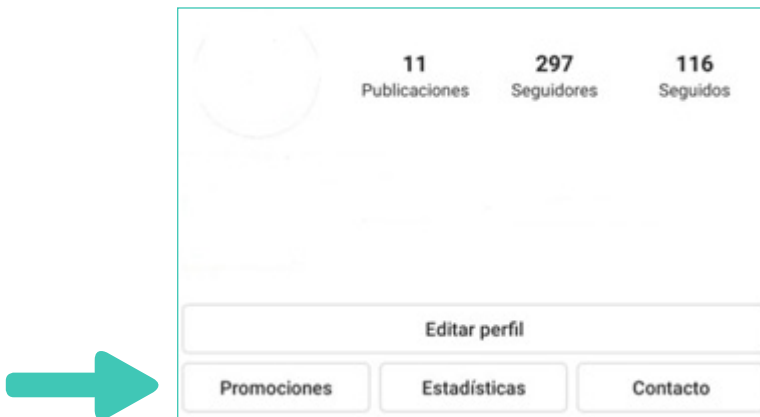 11 297 116
Publicaciones Seguidores Seguidos
Editar perfil
Promociones Estadísticas Contacto